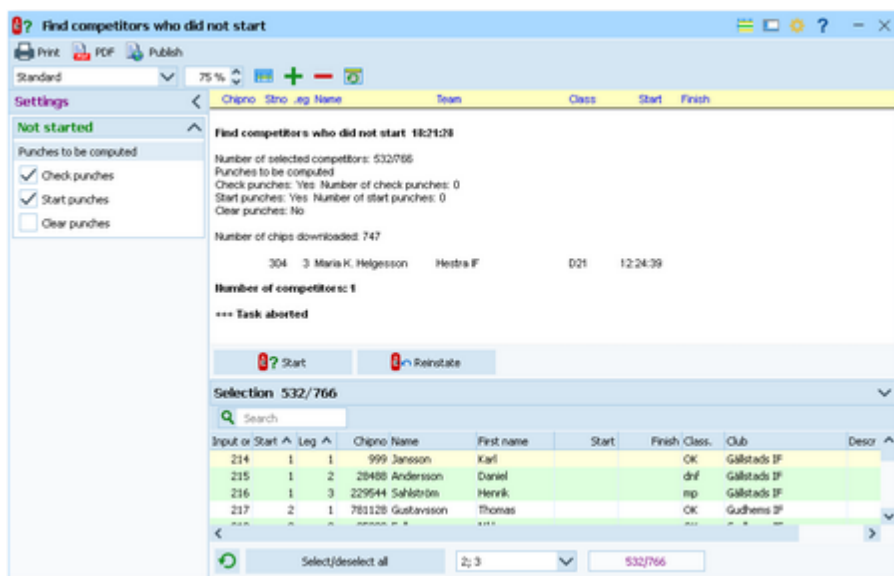 Find competitors who did not start
Print PDF Publish
Standard 75 %
Settings
Not started
Punches to be computed
Check punches
Start punches
Clear punches
Chipno Stno .eg Name Team Class Start Finish
Find competitors who did not start 18:21:28
Number of selected competitors: 532/766
Punches to be computed
Check punches: Yes Number of check punches: 0
Start punches: Yes Number of start punches: 0
Clear punches: No
Number of chips downloaded: 747
304 3 Maria K. Helgesson Hestra IF D21 12:24:39
Number of competitors: 1
*** Task aborted
Start Reinstate
Selection 532/766
Search
Input or Start Leg Chipno Name First name Start Finish Class. Club Descr
214 1 1 999 Jansson Karl OK Gällstads IF
215 1 2 28488 Andersson Daniel dnf Gällstads IF
216 1 3 229544 Sahlström Henrik mp Gällstads IF
217 2 1 781128 Gustavsson Thomas OK Gudhems IF
Select/deselect all 2; 3 532/766